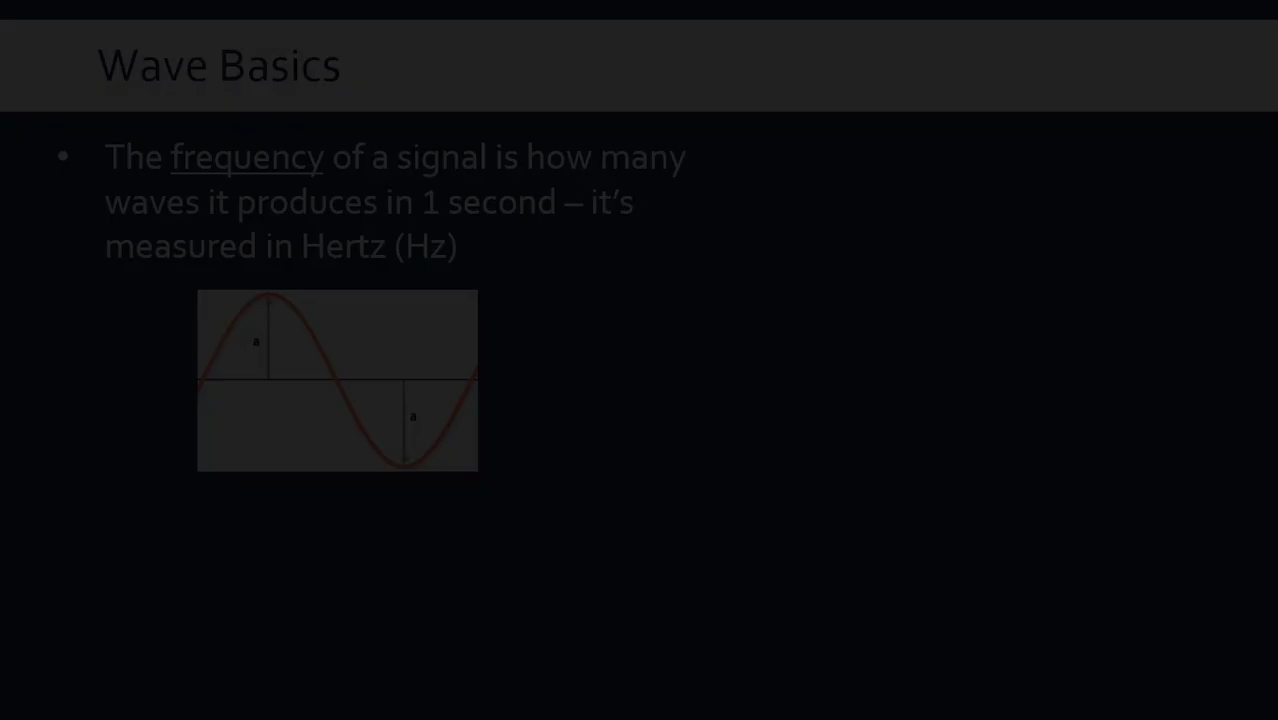 Wave Basics
• The frequency of a signal is how many
waves it produces in 1 second – it’s
measured in Hertz (Hz)
a
a